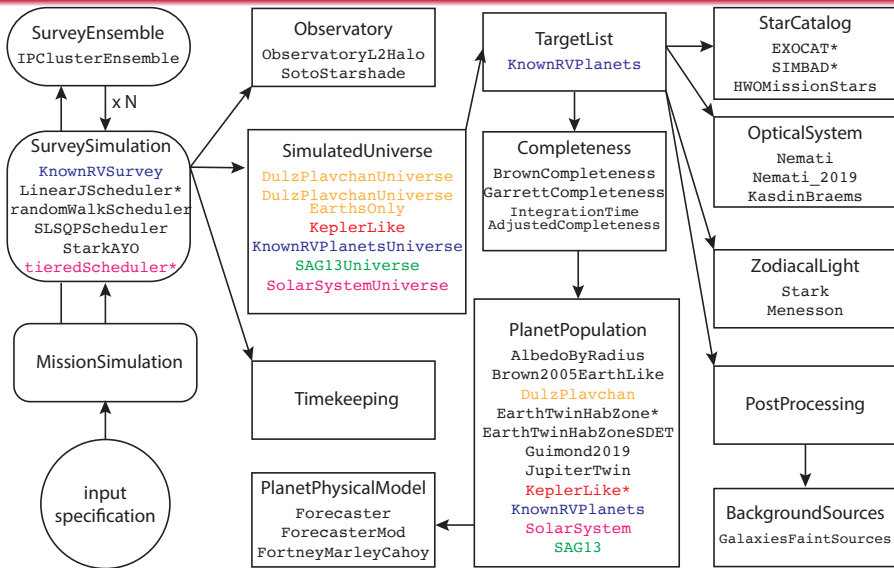 SurveyEnsemble
IPClusterEnsemble
x N
SurveySimulation
KnownRVSurvey
LinearJScheduler*
randomWalkScheduler
SLSQPScheduler
StarkAYO
tieredScheduler*
MissionSimulation
input
specification
Observatory
ObservatoryL2Halo
SotoStarshade
SimulatedUniverse
DulzPlavchanUniverse
DulzPlavchanUniverse
EarthsOnly
KeplerLike
KnownRVPlanetsUniverse
SAG13Universe
SolarSystemUniverse
Timekeeping
PlanetPhysicalModel
Forecaster
ForecasterMod
FortneyMarleyCahoy
TargetList
KnownRVPlanets
Completeness
BrownCompleteness
GarrettCompleteness
IntegrationTime
AdjustedCompleteness
PlanetPopulation
AlbedoByRadius
Brown2005EarthLike
DulzPlavchan
EarthTwinHabZone*
EarthTwinHabZoneSDET
Guimond2019
JupiterTwin
KeplerLike*
KnownRVPlanets
SolarSystem
SAG13
StarCatalog
EXOCAT*
SIMBAD*
HWOMissionStars
OpticalSystem
Nemati
Nemati_2019
KasdinBraems
ZodiacalLight
Stark
Menesson
PostProcessing
BackgroundSources
GalaxiesFaintSources